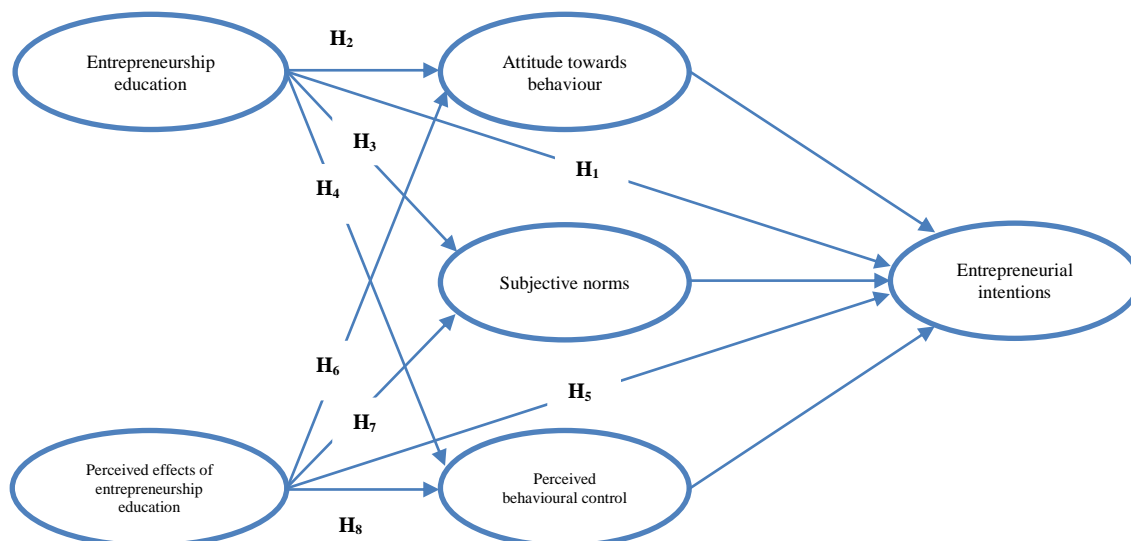 H₂
Entrepreneurship
education
Attitude towards
behaviour
H₃
H₁
H₄
Subjective norms
Entrepreneurial
intentions
H₆
H₅
H₇
Perceived effects of
entrepreneurship
education
Perceived
behavioural control
H₈